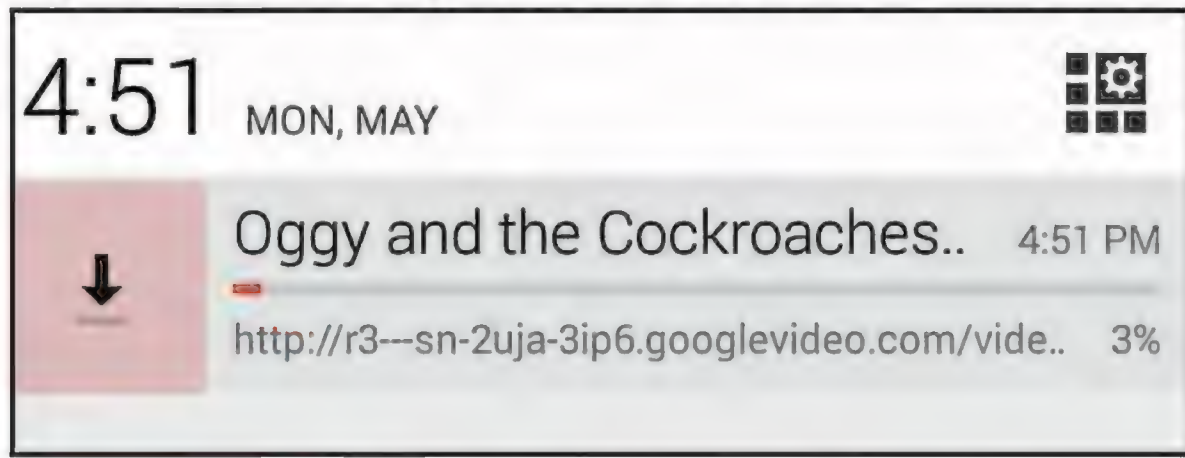 4:51 MON, MAY
Oggy and the Cockroaches.. 4:51 PM
http://r3---sn-2uja-3ip6.googlevideo.com/vide.. 3%